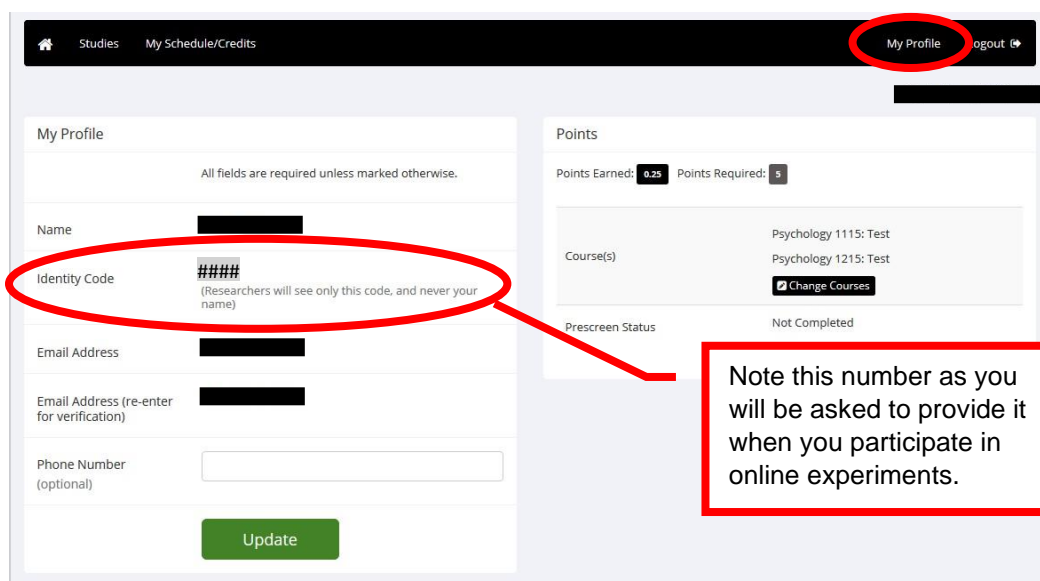 Studies My Schedule/Credits My Profile Logout
My Profile
All fields are required unless marked otherwise.
Name
Identity Code
####
(Researchers will see only this code, and never your
name)
Email Address
Email Address (re-enter
for verification)
Phone Number
(optional)
Update
Points
Points Earned: 0.25 Points Required: 5
Course(s)
Psychology 1115: Test
Psychology 1215: Test
Change Courses
Prescreen Status
Not Completed
Note this number as you
will be asked to provide it
when you participate in
online experiments.